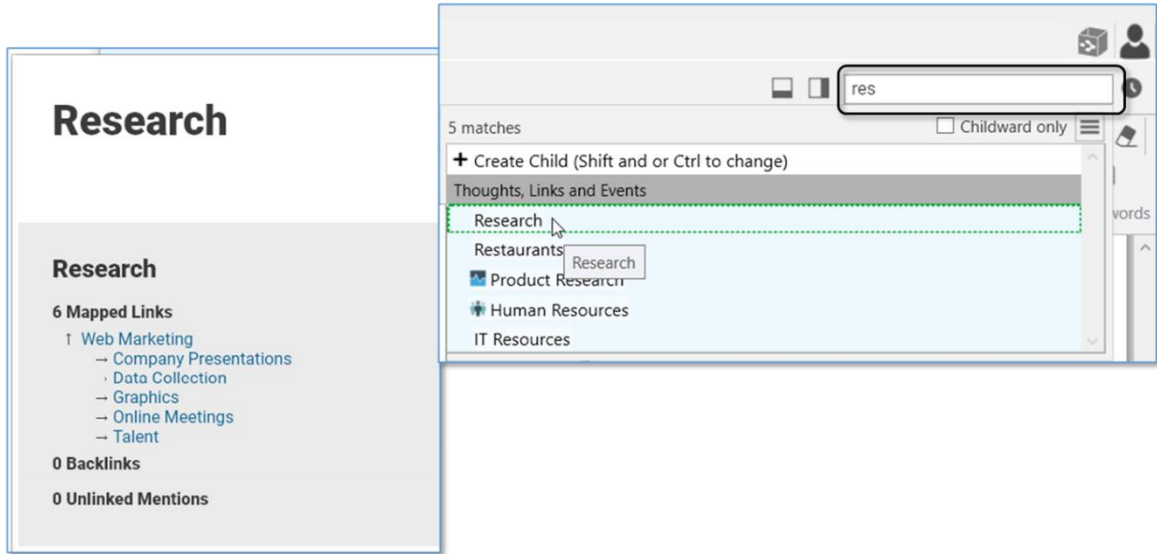 Research
Research
6 Mapped Links
↑ Web Marketing
→ Company Presentations
› Data Collection
→ Graphics
→ Online Meetings
→ Talent
0 Backlinks
0 Unlinked Mentions
res
5 matches
Childward only
+ Create Child (Shift and or Ctrl to change)
Thoughts, Links and Events
Research
Restaurants
Research
Product Research
Human Resources
IT Resources